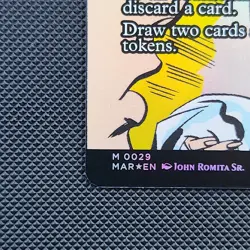 discard a card.
Draw two cards
tokens.
M 0029
MAR★EN JOHN ROMITA SR.